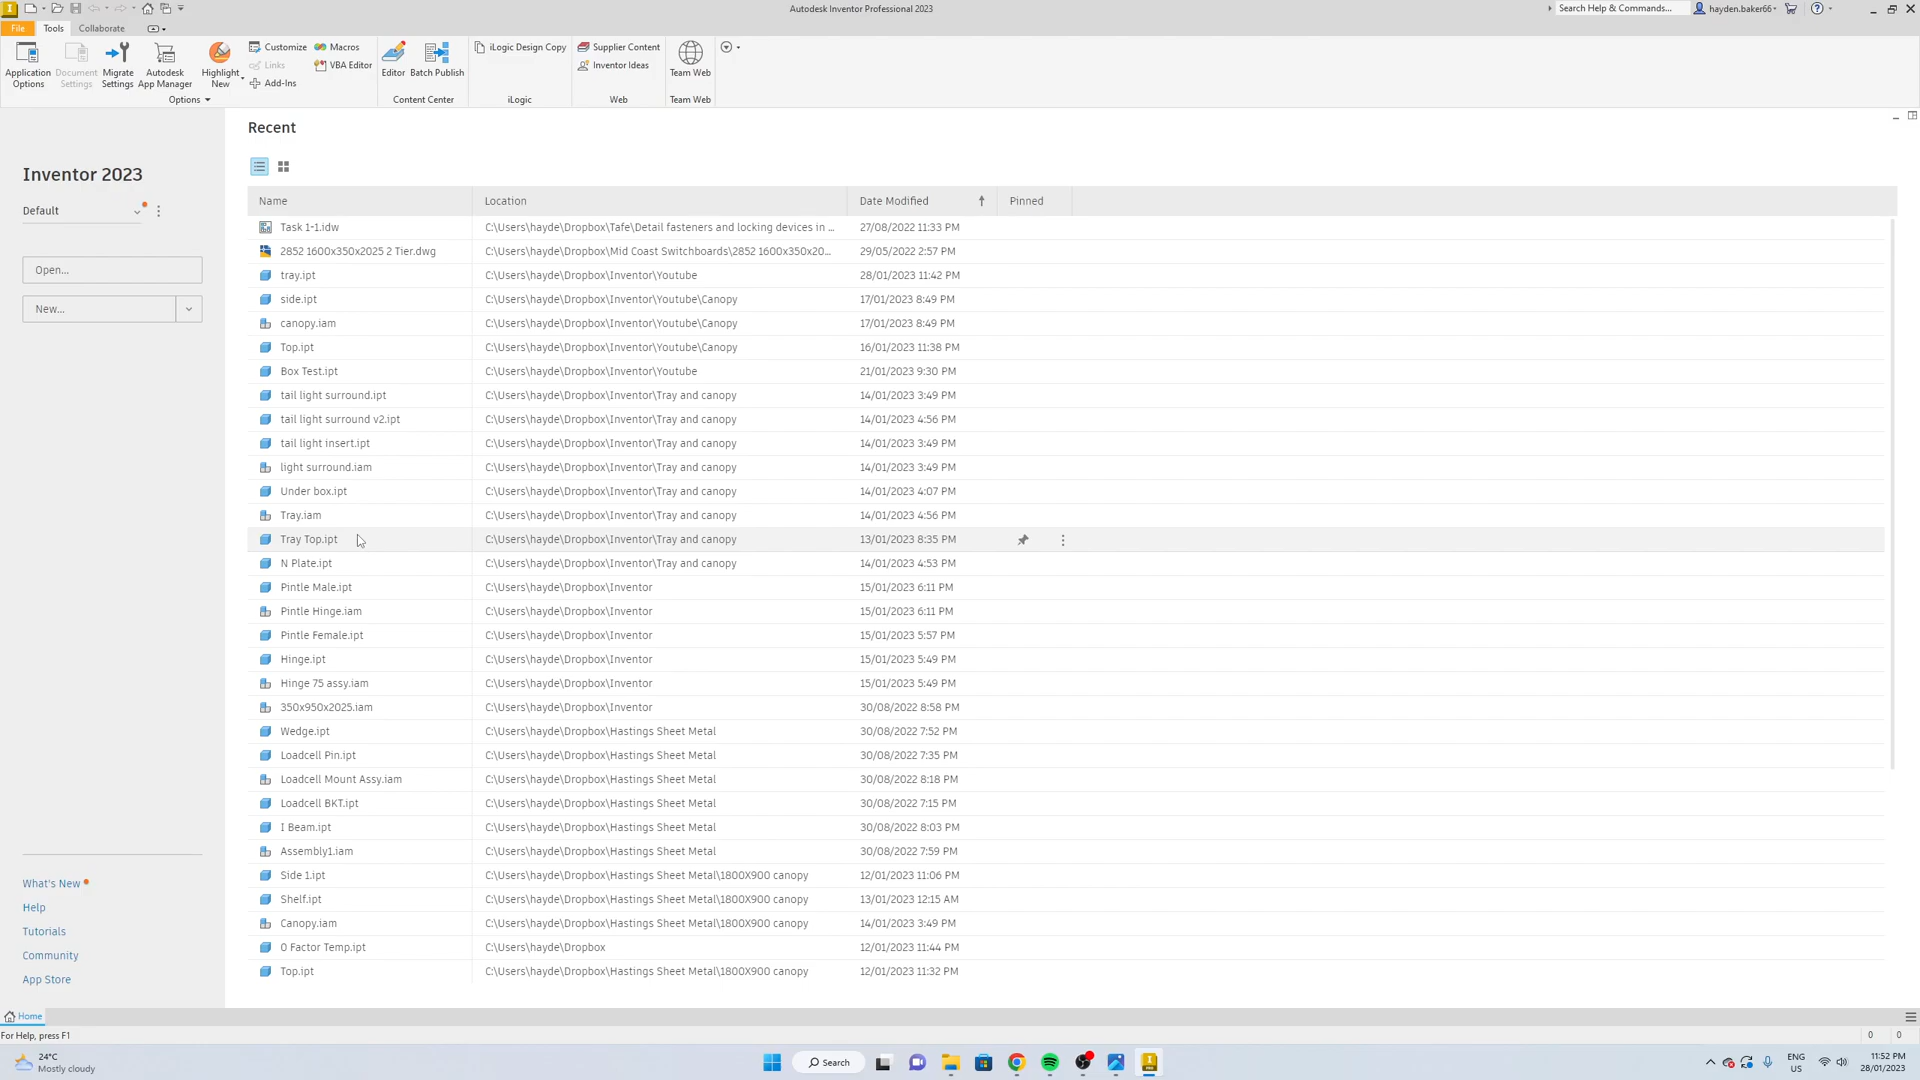 Autodesk Inventor Professional 2023
Search Help & Commands...
hayden.baker66
File
Tools
Collaborate
Application Options
Document Settings
Migrate Settings
Autodesk App Manager
Highlight New
Customize
Links
Add-Ins
Macros
VBA Editor
Editor
Batch Publish
iLogic Design Copy
Supplier Content
Inventor Ideas
Team Web
Options
Content Center
iLogic
Web
Team Web
Inventor 2023
Default
Open...
New...
Recent
Name Location Date Modified Pinned
Task 1-1.idw C:\Users\hayde\Dropbox\Tafe\Detail fasteners and locking devices in ... 27/08/2022 11:33 PM
2852 1600x350x2025 2 Tier.dwg C:\Users\hayde\Dropbox\Mid Coast Switchboards\2852 1600x350x20... 29/05/2022 2:57 PM
tray.ipt C:\Users\hayde\Dropbox\Inventor\Youtube 28/01/2023 11:42 PM
side.ipt C:\Users\hayde\Dropbox\Inventor\Youtube\Canopy 17/01/2023 8:49 PM
canopy.iam C:\Users\hayde\Dropbox\Inventor\Youtube\Canopy 17/01/2023 8:49 PM
Top.ipt C:\Users\hayde\Dropbox\Inventor\Youtube\Canopy 16/01/2023 11:38 PM
Box Test.ipt C:\Users\hayde\Dropbox\Inventor\Youtube 21/01/2023 9:30 PM
tail light surround.ipt C:\Users\hayde\Dropbox\Inventor\Tray and canopy 14/01/2023 3:49 PM
tail light surround v2.ipt C:\Users\hayde\Dropbox\Inventor\Tray and canopy 14/01/2023 4:56 PM
tail light insert.ipt C:\Users\hayde\Dropbox\Inventor\Tray and canopy 14/01/2023 3:49 PM
light surround.iam C:\Users\hayde\Dropbox\Inventor\Tray and canopy 14/01/2023 3:49 PM
Under box.ipt C:\Users\hayde\Dropbox\Inventor\Tray and canopy 14/01/2023 4:07 PM
Tray.iam C:\Users\hayde\Dropbox\Inventor\Tray and canopy 14/01/2023 4:56 PM
Tray Top.ipt C:\Users\hayde\Dropbox\Inventor\Tray and canopy 13/01/2023 8:35 PM
N Plate.ipt C:\Users\hayde\Dropbox\Inventor\Tray and canopy 14/01/2023 4:53 PM
Pintle Male.ipt C:\Users\hayde\Dropbox\Inventor 15/01/2023 6:11 PM
Pintle Hinge.iam C:\Users\hayde\Dropbox\Inventor 15/01/2023 6:11 PM
Pintle Female.ipt C:\Users\hayde\Dropbox\Inventor 15/01/2023 5:57 PM
Hinge.ipt C:\Users\hayde\Dropbox\Inventor 15/01/2023 5:49 PM
Hinge 75 assy.iam C:\Users\hayde\Dropbox\Inventor 15/01/2023 5:49 PM
350x950x2025.iam C:\Users\hayde\Dropbox\Inventor 30/08/2022 8:58 PM
Wedge.ipt C:\Users\hayde\Dropbox\Hastings Sheet Metal 30/08/2022 7:52 PM
Loadcell Pin.ipt C:\Users\hayde\Dropbox\Hastings Sheet Metal 30/08/2022 7:35 PM
Loadcell Mount Assy.iam C:\Users\hayde\Dropbox\Hastings Sheet Metal 30/08/2022 8:18 PM
Loadcell BKT.ipt C:\Users\hayde\Dropbox\Hastings Sheet Metal 30/08/2022 7:15 PM
I Beam.ipt C:\Users\hayde\Dropbox\Hastings Sheet Metal 30/08/2022 8:03 PM
Assembly1.iam C:\Users\hayde\Dropbox\Hastings Sheet Metal 30/08/2022 7:59 PM
Side 1.ipt C:\Users\hayde\Dropbox\Hastings Sheet Metal\1800X900 canopy 12/01/2023 11:06 PM
Shelf.ipt C:\Users\hayde\Dropbox\Hastings Sheet Metal\1800X900 canopy 13/01/2023 12:15 AM
Canopy.iam C:\Users\hayde\Dropbox\Hastings Sheet Metal\1800X900 canopy 14/01/2023 3:49 PM
0 Factor Temp.ipt C:\Users\hayde\Dropbox 12/01/2023 11:44 PM
Top.ipt C:\Users\hayde\Dropbox\Hastings Sheet Metal\1800X900 canopy 12/01/2023 11:32 PM
What's New
Help
Tutorials
Community
App Store
Home
For Help, press F1
0 0
24°C
Mostly cloudy
Search
ENG
US
11:52 PM
28/01/2023